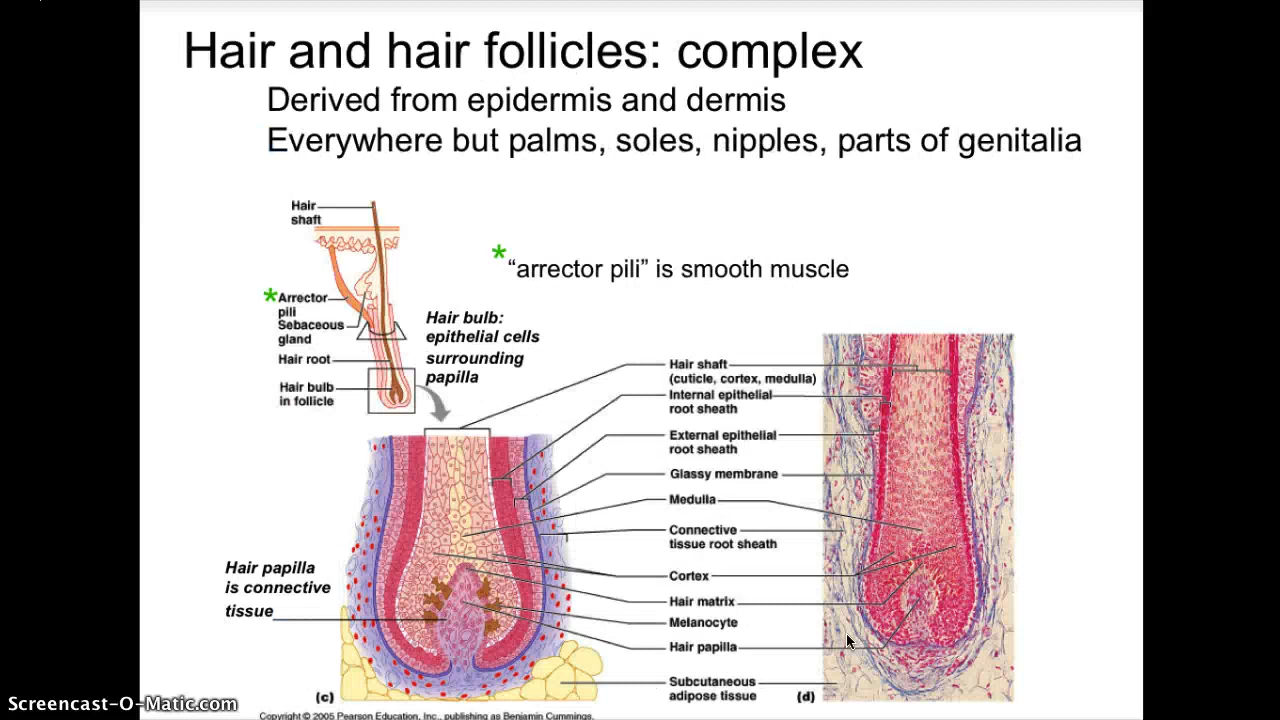 Hair and hair follicles: complex
Derived from epidermis and dermis
Everywhere but palms, soles, nipples, parts of genitalia
Hair
shaft
*
"arrector pili" is smooth muscle
*
Arrector
pili
Sebaceous
gland
Hair root
Hair bulb
in follicle
Hair bulb:
epithelial cells
surrounding
papilla
Hair shaft
(cuticle, cortex, medulla)
Internal epithelial
root sheath
External epithelial
root sheath
Glassy membrane
Medulla
Connective
tissue root sheath
Cortex
Hair matrix
Melanocyte
Hair papilla
Subcutaneous
adipose tissue
Hair papilla
is connective
tissue
(c)
(d)
Copyright © 2005 Pearson Education, Inc., publishing as Benjamin Cummings.
Screencast-O-Matic.com